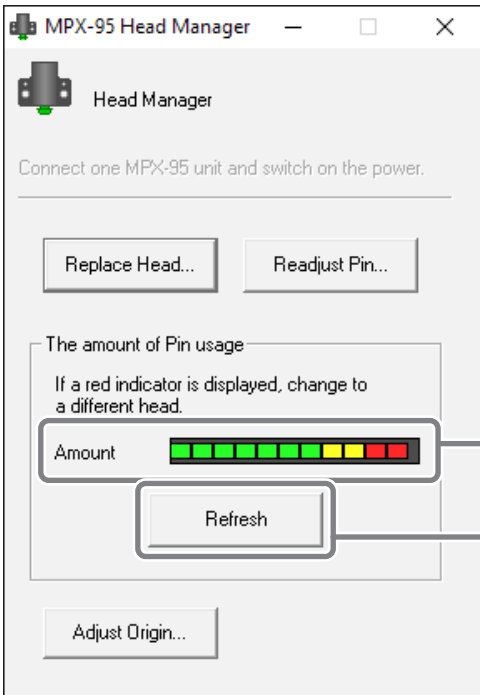 MPX-95 Head Manager
Head Manager
Connect one MPX-95 unit and switch on the power.
Replace Head...
Readjust Pin...
The amount of Pin usage
If a red indicator is displayed, change to
a different head.
Amount
Refresh
Adjust Origin...